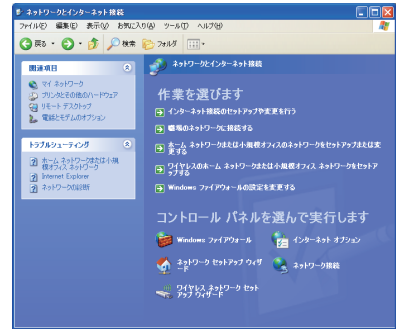 ネットワークとインターネット接続
ファイル(F) 編集(E) 表示(V) お気に入り(A) ツール(T) ヘルプ(H)
戻る 検索 フォルダ
関連項目
マイ ネットワーク
プリンタとその他のハードウェア
リモート デスクトップ
電話とモデムのオプション
トラブルシューティング
ホーム ネットワークまたは小規
模オフィス ネットワーク
Internet Explorer
ネットワークの診断
ネットワークとインターネット接続
作業を選びます
インターネット接続のセットアップや変更を行う
職場のネットワークに接続する
ホーム ネットワークまたは小規模オフィスのネットワークをセットアップまたは変
更する
ワイヤレスのホーム ネットワークまたは小規模オフィス ネットワークをセットア
ップする
Windows ファイアウォールの設定を変更する
コントロール パネルを選んで実行します
Windows ファイアウォール
インターネット オプション
ネットワーク セットアップ ウィザ
ード
ネットワーク接続
ワイヤレス ネットワーク セット
アップ ウィザード